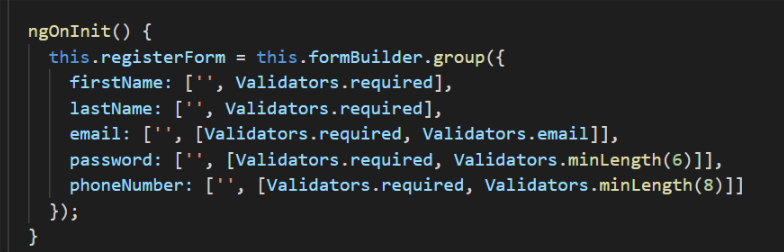 ngOnInit() {
this.registerForm = this.formBuilder.group({
firstName: ['', Validators.required],
lastName: ['', Validators.required],
email: ['', [Validators.required, Validators.email]],
password: ['', [Validators.required, Validators.minLength(6)]],
phoneNumber: ['', [Validators.required, Validators.minLength(8)]]
});
}